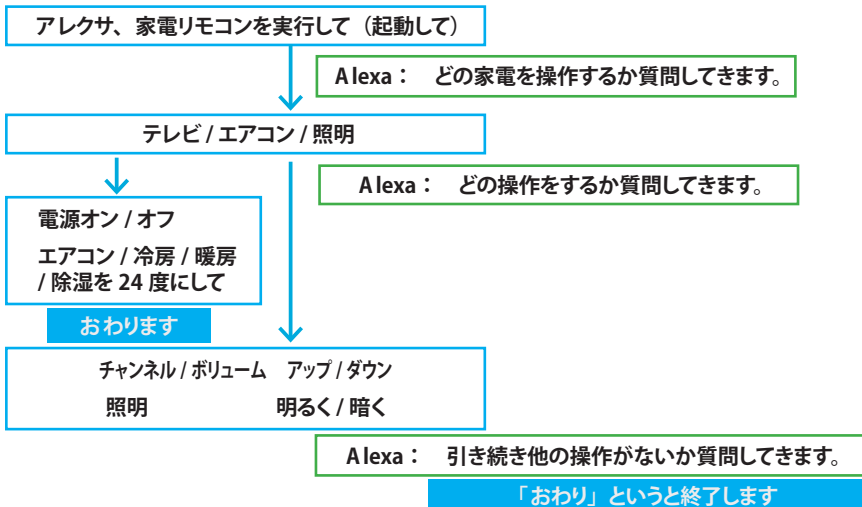 アレクサ、家電リモコンを実行して（起動して）
Alexa： どの家電を操作するか質問してきます。
テレビ / エアコン / 照明
Alexa： どの操作をするか質問してきます。
電源オン / オフ
エアコン / 冷房 / 暖房
/ 除湿を 24 度にして
おわります
チャンネル / ボリューム アップ / ダウン
照明 明るく / 暗く
Alexa： 引き続き他の操作がないか質問してきます。
「おわり」というと終了します